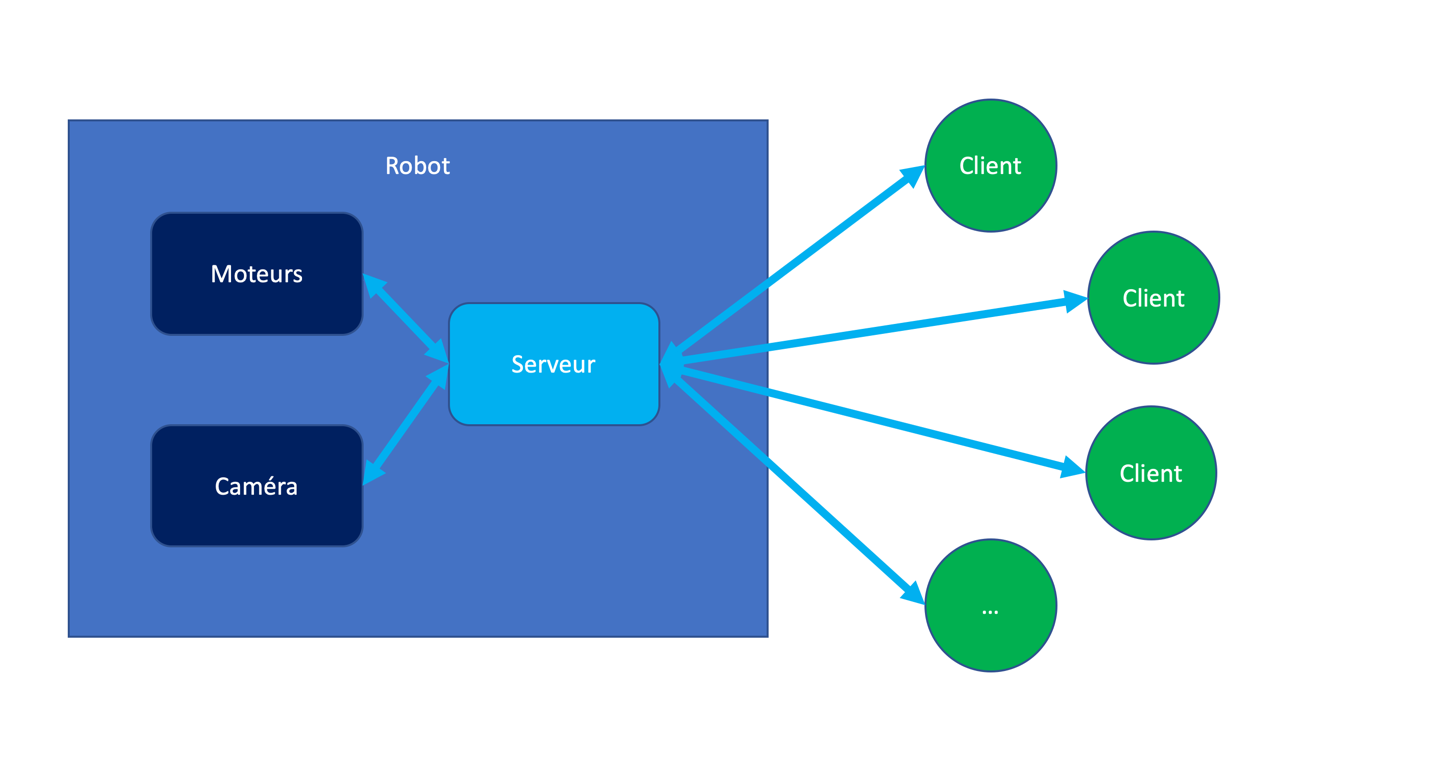 Robot
Moteurs
Serveur
Caméra
Client
Client
Client
...